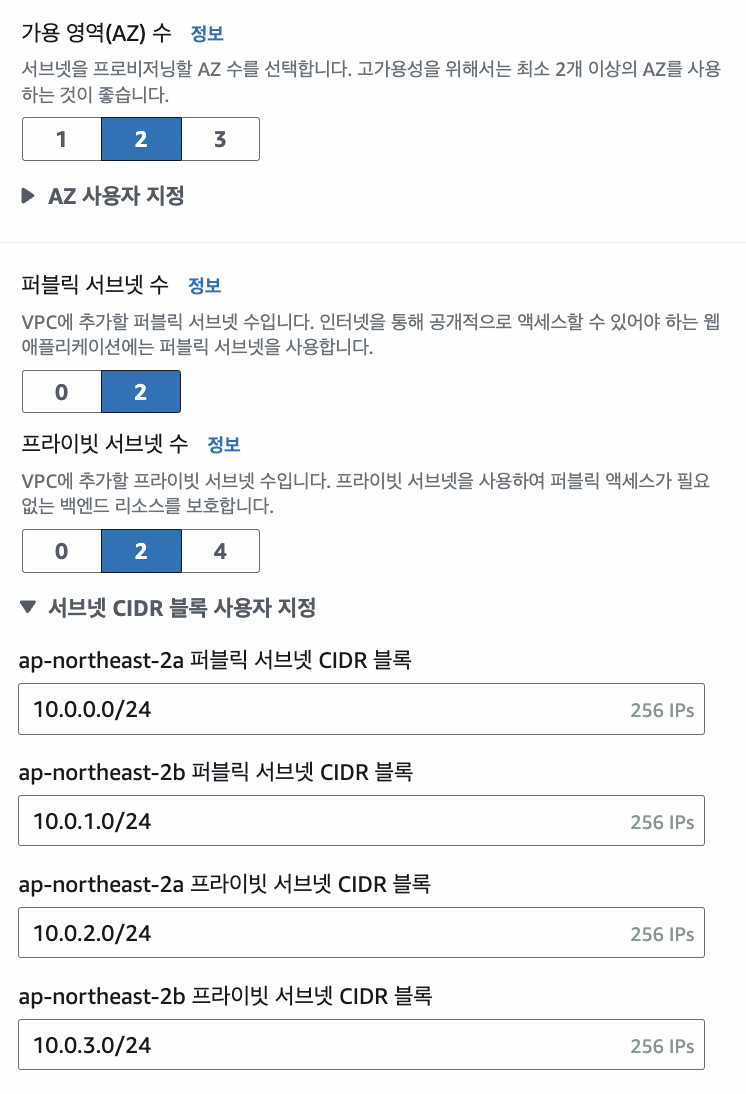 가용 영역(AZ) 수 정보
서브넷을 프로비저닝할 AZ 수를 선택합니다. 고가용성을 위해서는 최소 2개 이상의 AZ를 사용
하는 것이 좋습니다.
1 2 3
▶ AZ 사용자 지정
퍼블릭 서브넷 수 정보
VPC에 추가할 퍼블릭 서브넷 수입니다. 인터넷을 통해 공개적으로 액세스할 수 있어야 하는 웹
애플리케이션에는 퍼블릭 서브넷을 사용합니다.
0 2
프라이빗 서브넷 수 정보
VPC에 추가할 프라이빗 서브넷 수입니다. 프라이빗 서브넷을 사용하여 퍼블릭 액세스가 필요
없는 백엔드 리소스를 보호합니다.
0 2 4
▼ 서브넷 CIDR 블록 사용자 지정
ap-northeast-2a 퍼블릭 서브넷 CIDR 블록
10.0.0.0/24 256 IPs
ap-northeast-2b 퍼블릭 서브넷 CIDR 블록
10.0.1.0/24 256 IPs
ap-northeast-2a 프라이빗 서브넷 CIDR 블록
10.0.2.0/24 256 IPs
ap-northeast-2b 프라이빗 서브넷 CIDR 블록
10.0.3.0/24 256 IPs